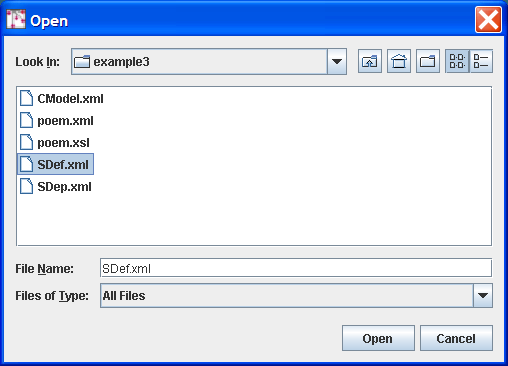 Open
Look In: example3
CModel.xml
poem.xml
poem.xsl
SDef.xml
SDep.xml
File Name: SDef.xml
Files of Type: All Files
Open Cancel